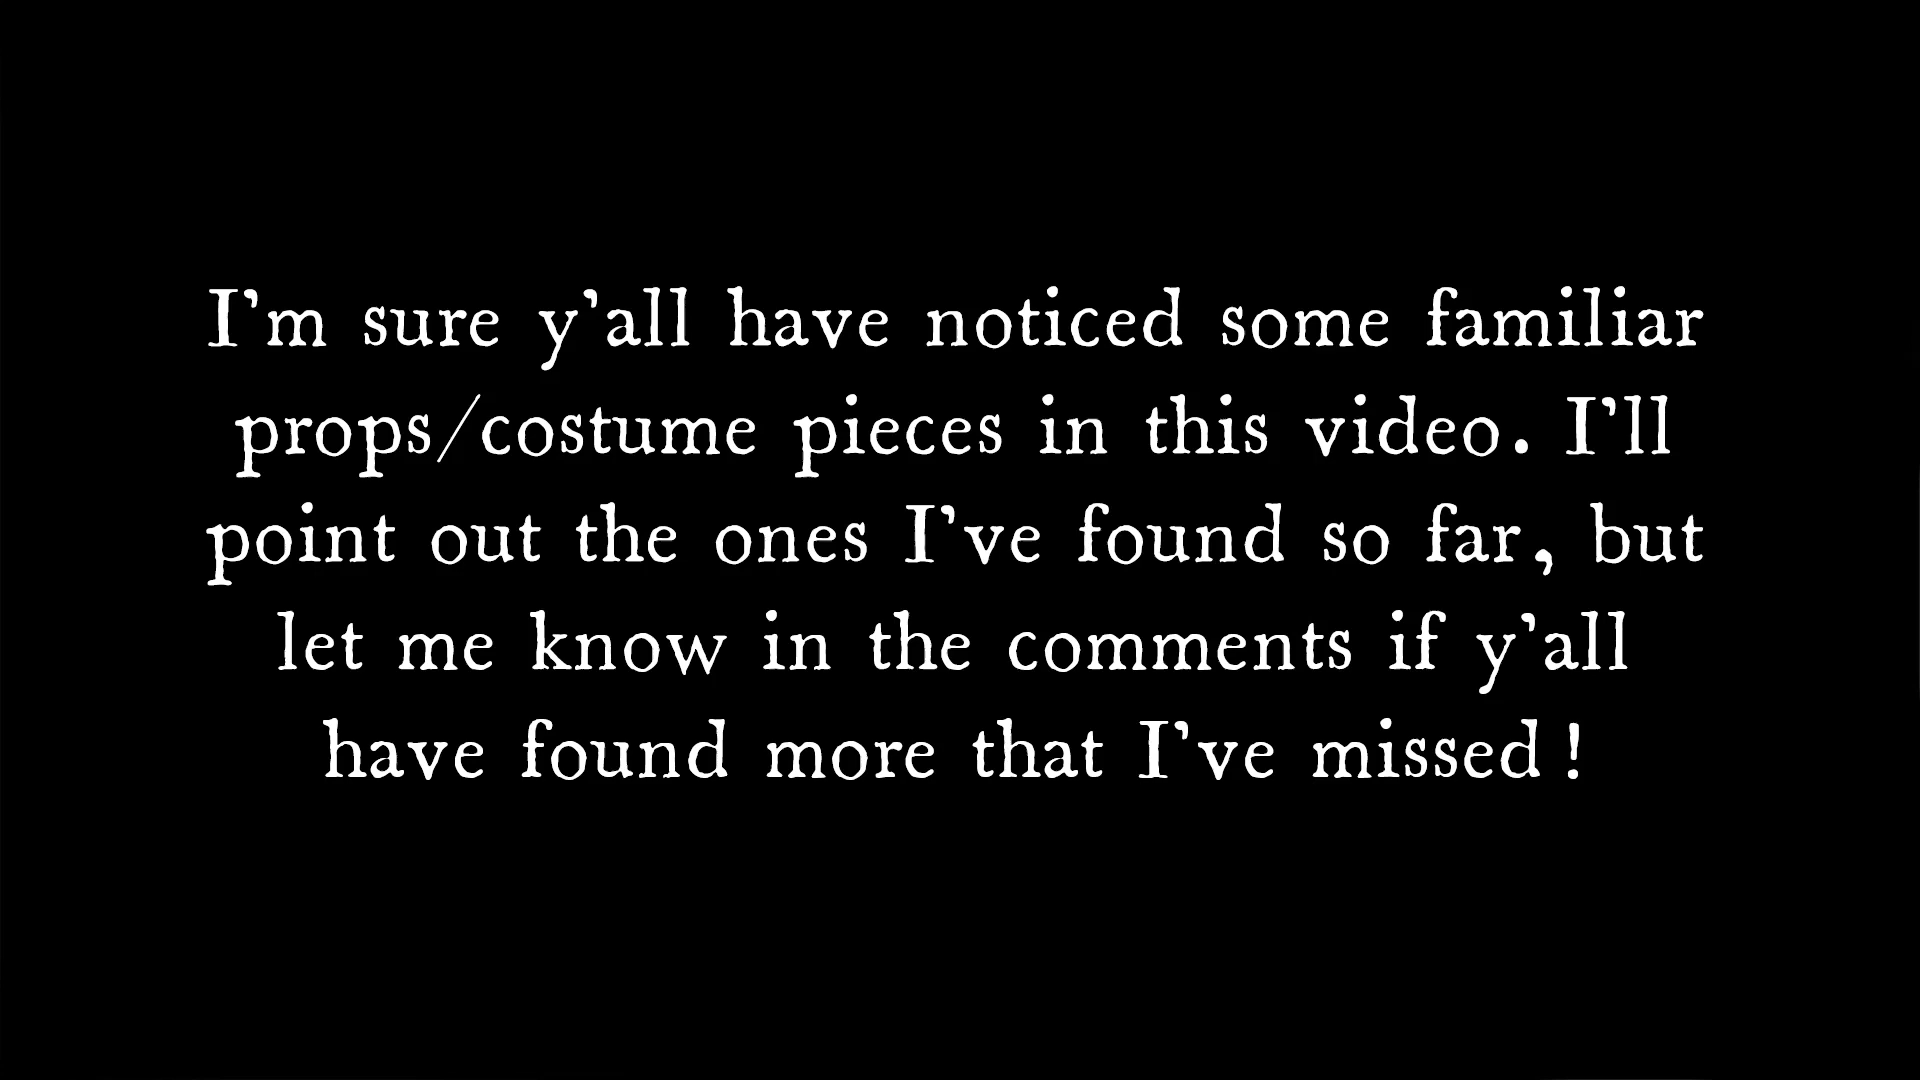 I’m sure y’all have noticed some familiar
props/costume pieces in this video. I’ll
point out the ones I’ve found so far, but
let me know in the comments if y’all
have found more that I’ve missed!